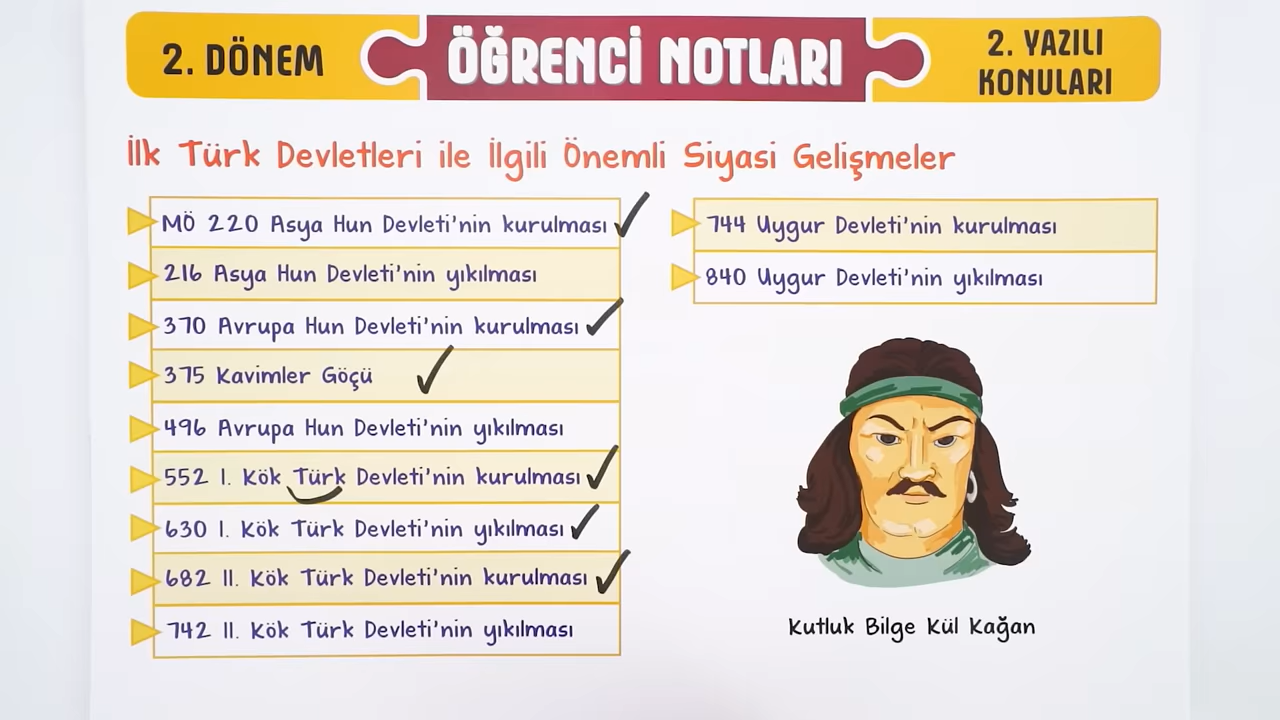 2. DÖNEM
ÖĞRENCİ NOTLARI
2. YAZILI
KONULARI
İlk Türk Devletleri ile İlgili Önemli Siyasi Gelişmeler
MÖ 220 Asya Hun Devleti'nin kurulması
216 Asya Hun Devleti'nin yıkılması
370 Avrupa Hun Devleti'nin kurulması
375 Kavimler Göçü
496 Avrupa Hun Devleti'nin yıkılması
552 I. Kök Türk Devleti'nin kurulması
630 I. Kök Türk Devleti'nin yıkılması
682 II. Kök Türk Devleti'nin kurulması
742 II. Kök Türk Devleti'nin yıkılması
744 Uygur Devleti'nin kurulması
840 Uygur Devleti'nin yıkılması
Kutluk Bilge Kül Kağan